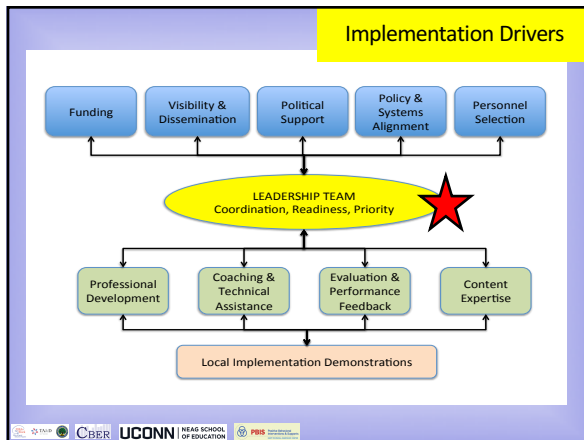 Implementation Drivers
Funding
Visibility &
Dissemination
Political
Support
Policy &
Systems
Alignment
Personnel
Selection
LEADERSHIP TEAM
Coordination, Readiness, Priority
Professional
Development
Coaching &
Technical
Assistance
Evaluation &
Performance
Feedback
Content
Expertise
Local Implementation Demonstrations
CBER
UCONN
NEAG SCHOOL
OF EDUCATION
PBIS